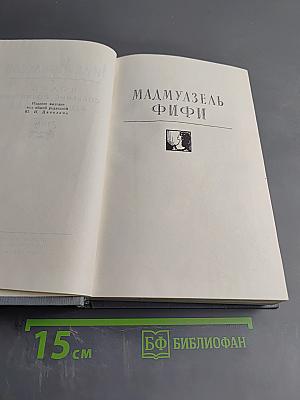 Издание выходит
под общей редакцией
Ю. И. Данилина
МАДМУАЗЕЛЬ
ФИФИ
15 см
БФ БИБЛИОФАН